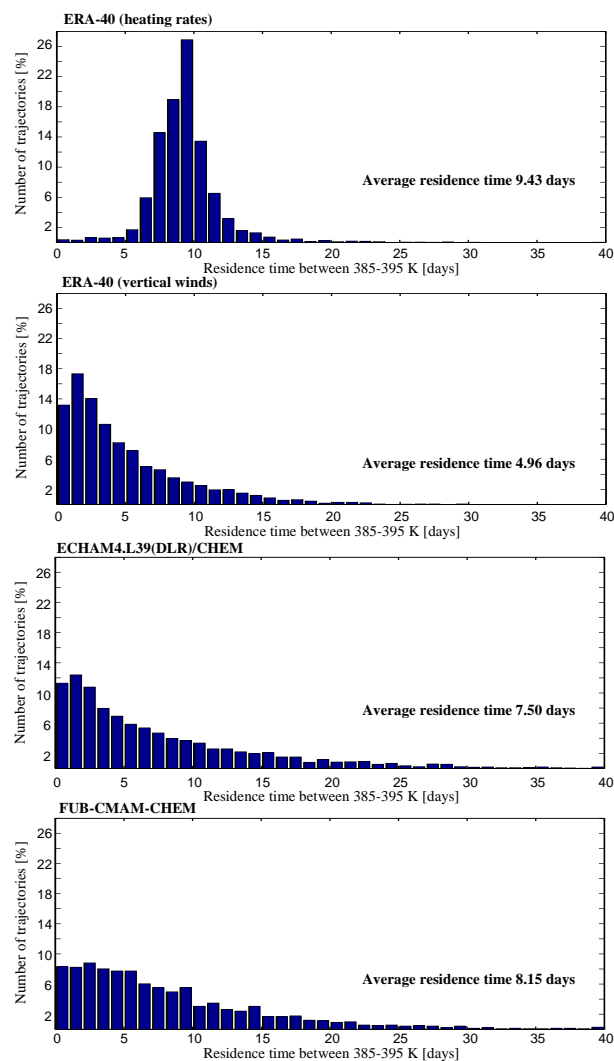 ERA-40 (heating rates)
Number of trajectories [%]
26
22
18
14
10
6
2
Average residence time 9.43 days
0 5 10 15 20 25 30 35 40
Residence time between 385-395 K [days]
ERA-40 (vertical winds)
Number of trajectories [%]
26
22
18
14
10
6
2
Average residence time 4.96 days
0 5 10 15 20 25 30 35 40
Residence time between 385-395 K [days]
ECHAM4.L39(DLR)/CHEM
Number of trajectories [%]
26
22
18
14
10
6
2
Average residence time 7.50 days
0 5 10 15 20 25 30 35 40
Residence time between 385-395 K [days]
FUB-CMAM-CHEM
Number of trajectories [%]
26
22
18
14
10
6
2
Average residence time 8.15 days
0 5 10 15 20 25 30 35 40
Residence time between 385-395 K [days]